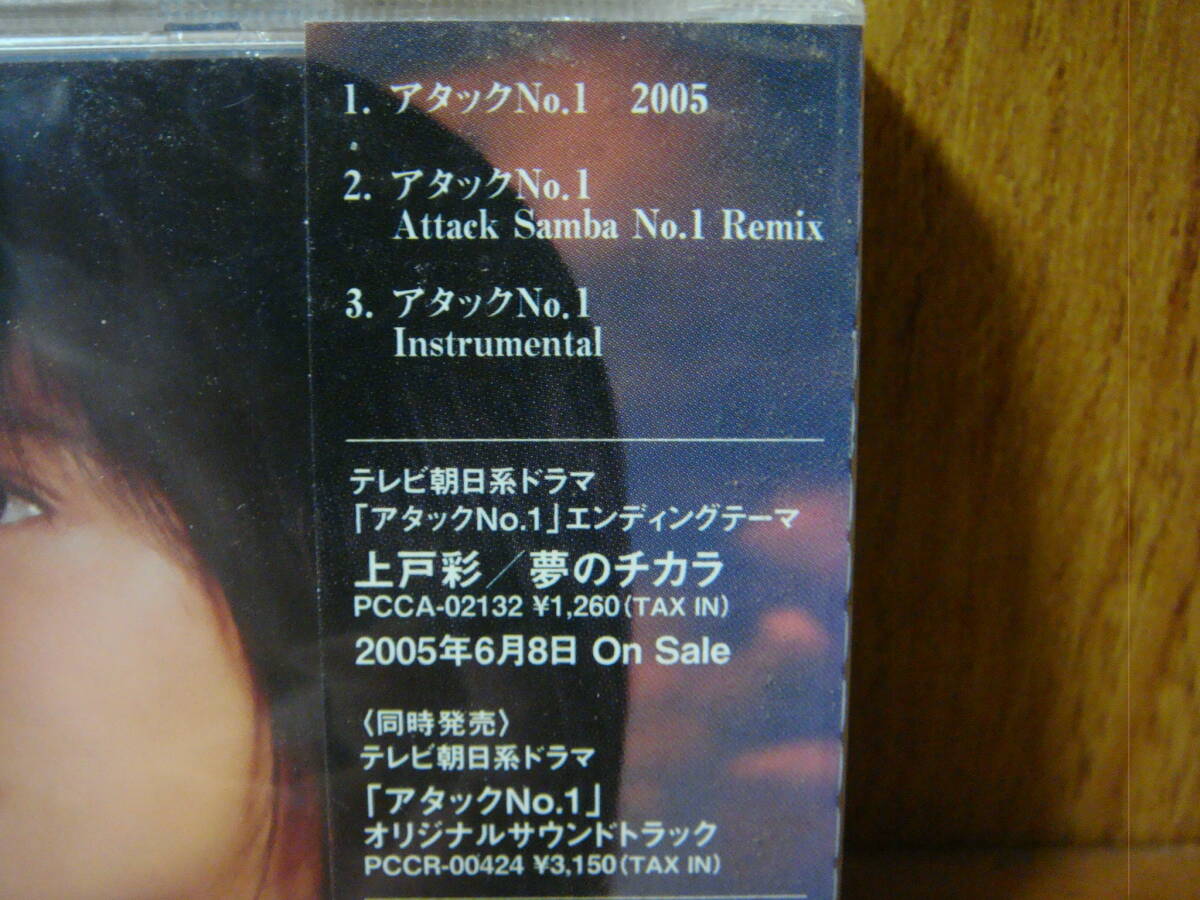 1. アタックNo.1 2005
2. アタックNo.1
Attack Samba No.1 Remix
3. アタックNo.1
Instrumental
テレビ朝日系ドラマ
「アタックNo.1」エンディングテーマ
上戸彩／夢のチカラ
PCCA-02132 ¥1,260(TAX IN)
2005年6月8日 On Sale
〈同時発売〉
テレビ朝日系ドラマ
「アタックNo.1」
オリジナルサウンドトラック
PCCR-00424 ¥3,150(TAX IN)